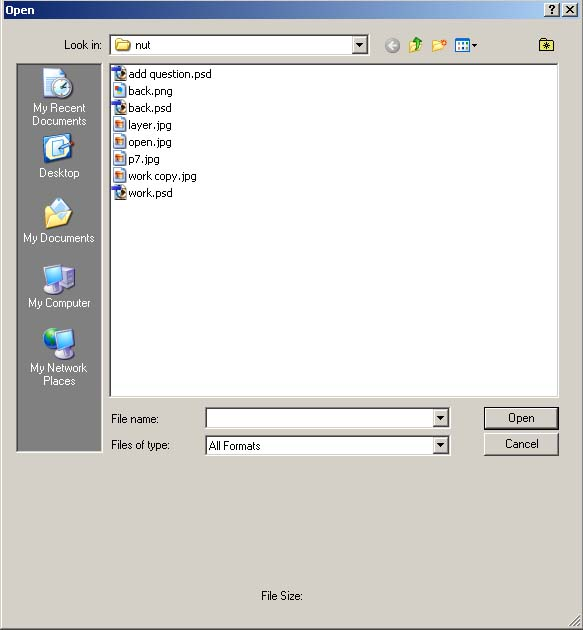 Open
Look in:
nut
My Recent
Documents
Desktop
My Documents
My Computer
My Network
Places
add question.psd
back.png
back.psd
layer.jpg
open.jpg
p7.jpg
work copy.jpg
work.psd
File name:
Open
Files of type:
All Formats
Cancel
File Size: